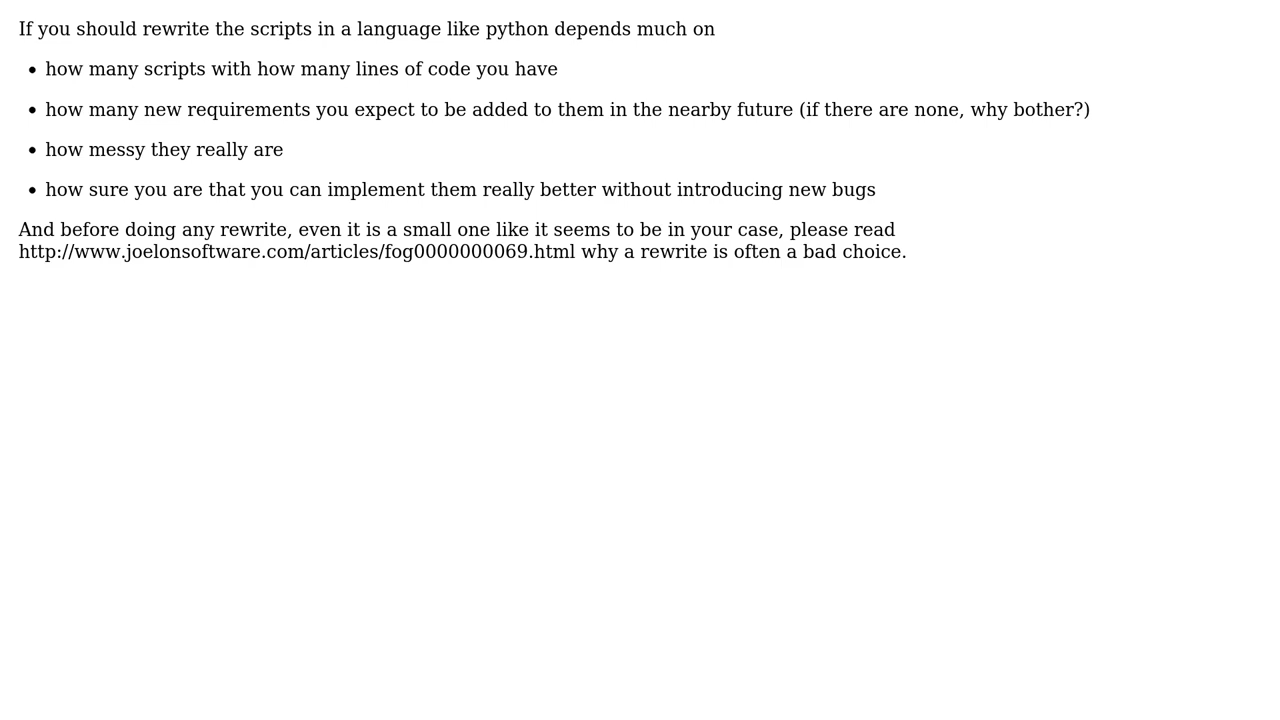 If you should rewrite the scripts in a language like python depends much on
• how many scripts with how many lines of code you have
• how many new requirements you expect to be added to them in the nearby future (if there are none, why bother?)
• how messy they really are
• how sure you are that you can implement them really better without introducing new bugs
And before doing any rewrite, even it is a small one like it seems to be in your case, please read
http://www.joelonsoftware.com/articles/fog0000000069.html why a rewrite is often a bad choice.